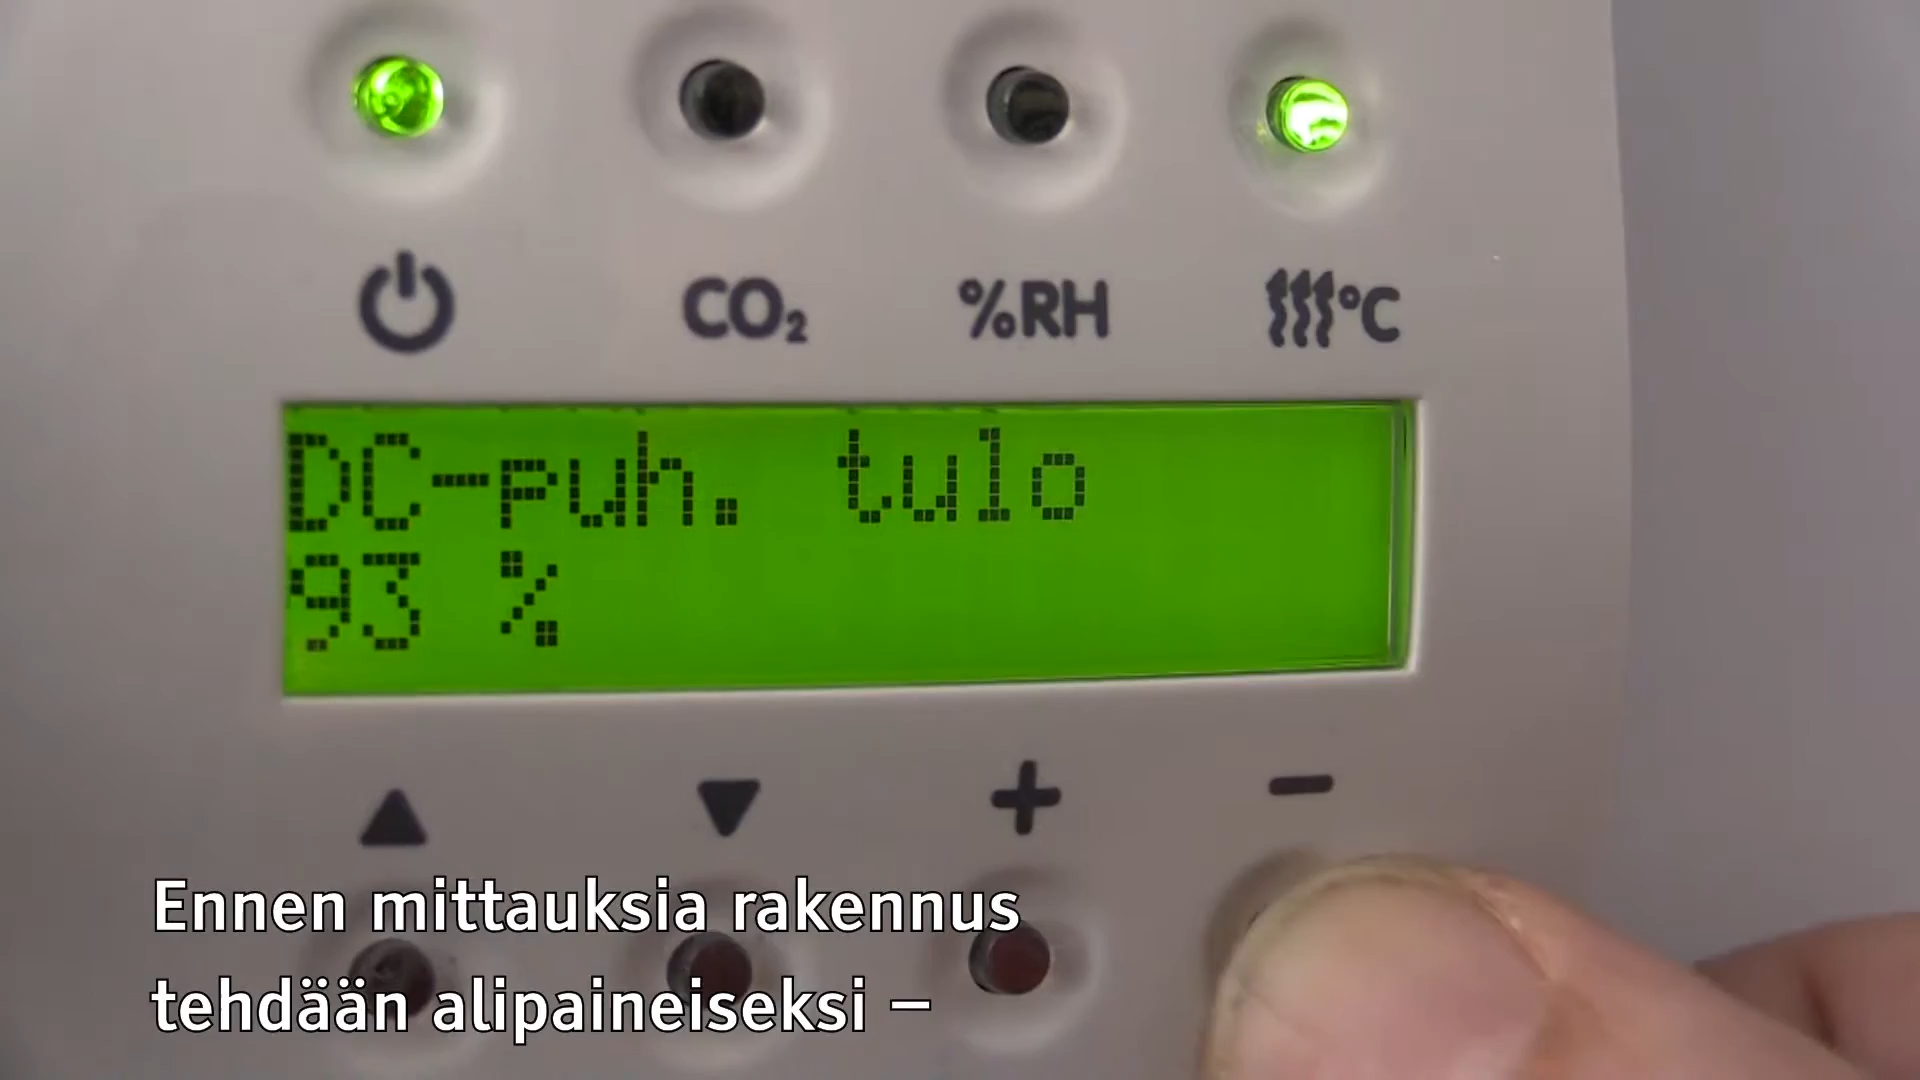 CO₂ %RH °C
DC-puh. tulo
93 %
+ −
Ennen mittauksia rakennus
tehdään alipaineiseksi –